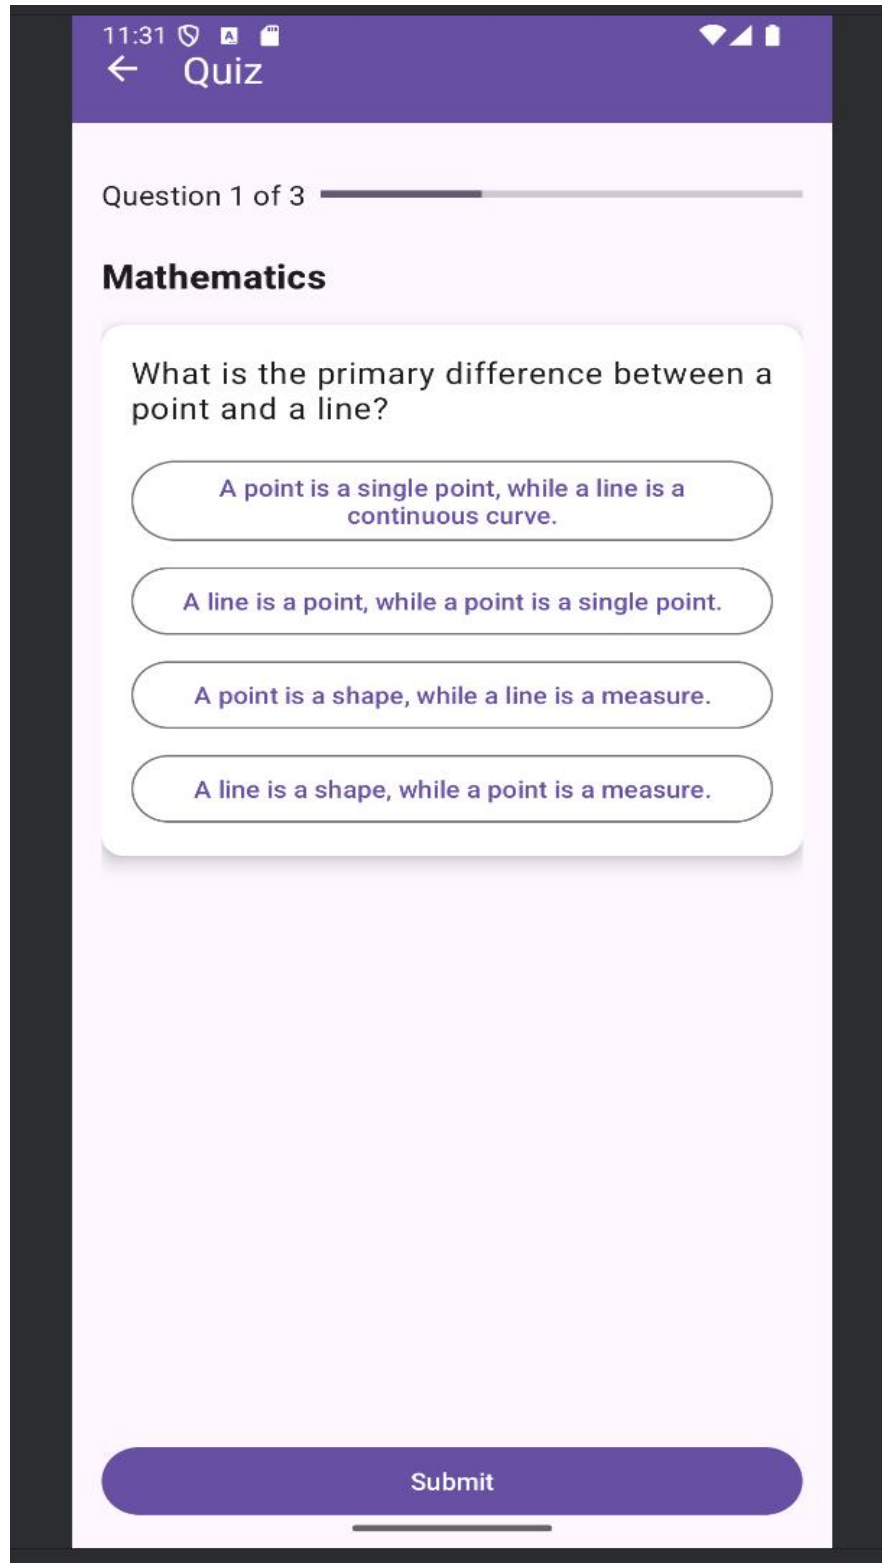 11:31
Quiz
Question 1 of 3
Mathematics
What is the primary difference between a
point and a line?
A point is a single point, while a line is a
continuous curve.
A line is a point, while a point is a single point.
A point is a shape, while a line is a measure.
A line is a shape, while a point is a measure.
Submit